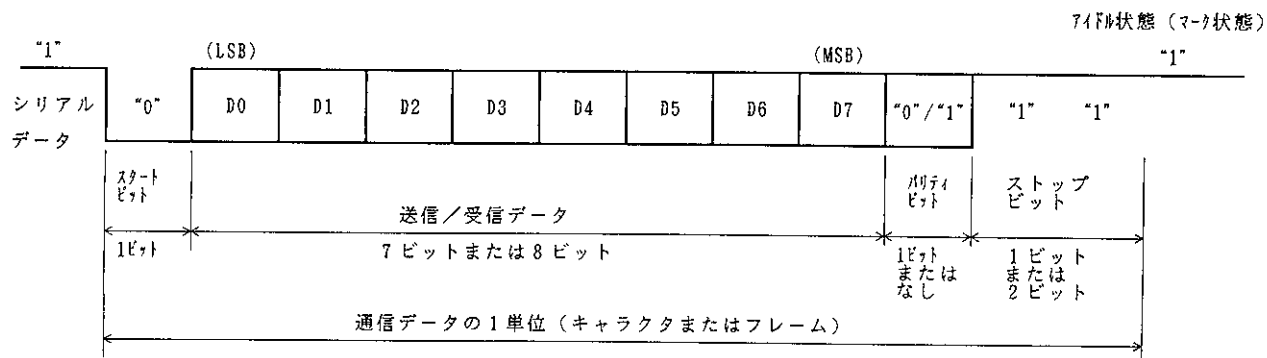 アイドル状態（マーク状態）
“1” (LSB) (MSB) “1”
シリアル
データ
“0” D0 D1 D2 D3 D4 D5 D6 D7 “0”/“1” “1” “1”
スタート
ビット
送信／受信データ
パリティ
ビット
ストップ
ビット
1ビット
7ビットまたは8ビット
1ビット
または
なし
1ビット
または
2ビット
通信データの1単位（キャラクタまたはフレーム）